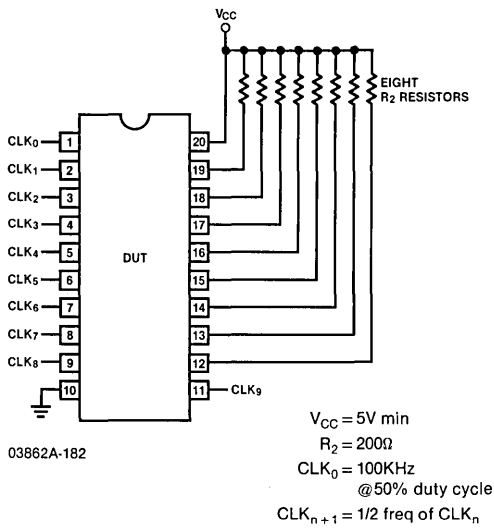 VCC
EIGHT
R2 RESISTORS
CLK0 1 20
CLK1 2 19
CLK2 3 18
CLK3 4 17
CLK4 5 16
DUT
CLK5 6 15
CLK6 7 14
CLK7 8 13
CLK8 9 12
10 11 CLK9
03862A-182
VCC = 5V min
R2 = 200Ω
CLK0 = 100KHz
@50% duty cycle
CLKn + 1 = 1/2 freq of CLKn